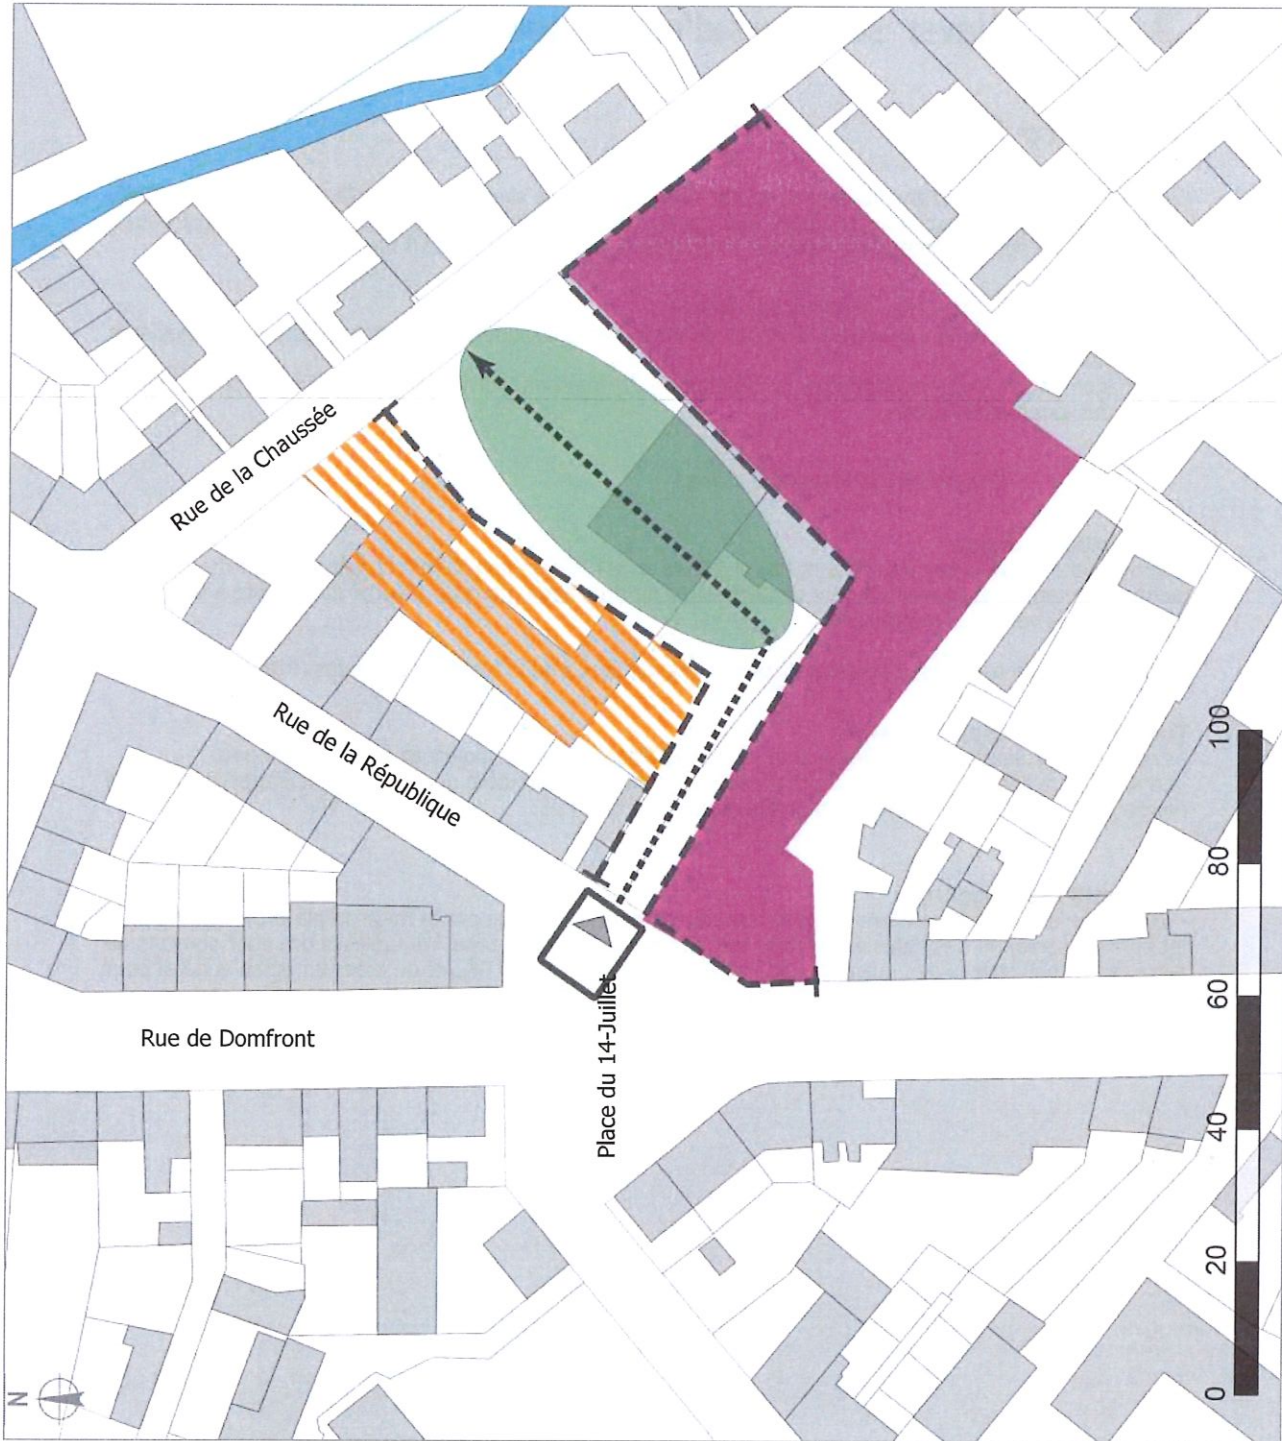 Rue de la Chaussée
Rue de la République
Rue de Domfront
Place du 14-Juillet
N
0
20
40
60
80
100